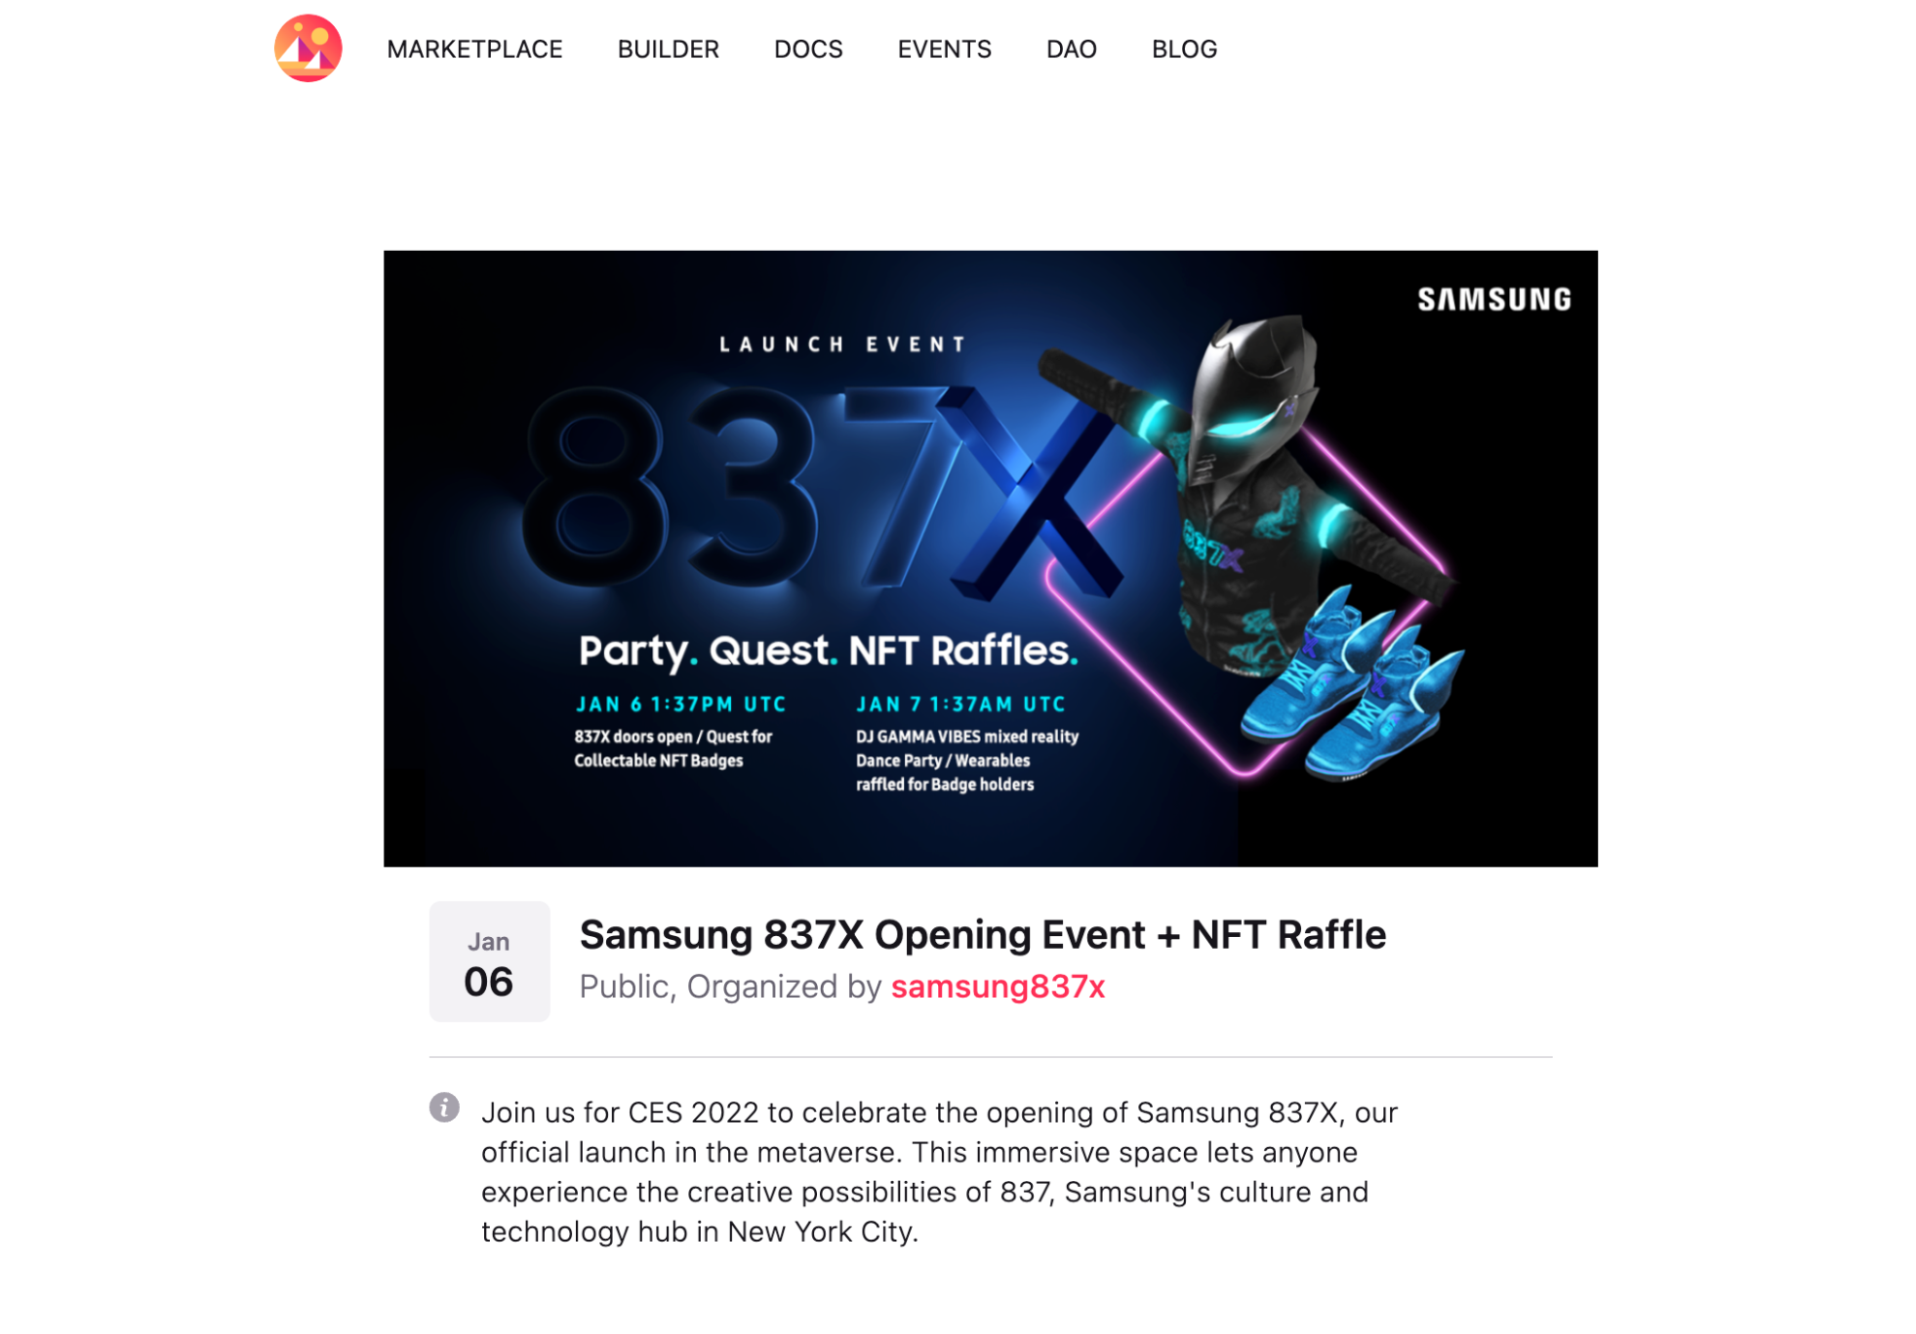 MARKETPLACE BUILDER DOCS EVENTS DAO BLOG
SAMSUNG
LAUNCH EVENT
837X
837X
Party. Quest. NFT Raffles.
JAN 6 1:37PM UTC
837X doors open / Quest for
Collectable NFT Badges
JAN 7 1:37AM UTC
DJ GAMMA VIBES mixed reality
Dance Party / Wearables
raffled for Badge holders
Jan
06
Samsung 837X Opening Event + NFT Raffle
Public, Organized by samsung837x
Join us for CES 2022 to celebrate the opening of Samsung 837X, our
official launch in the metaverse. This immersive space lets anyone
experience the creative possibilities of 837, Samsung's culture and
technology hub in New York City.